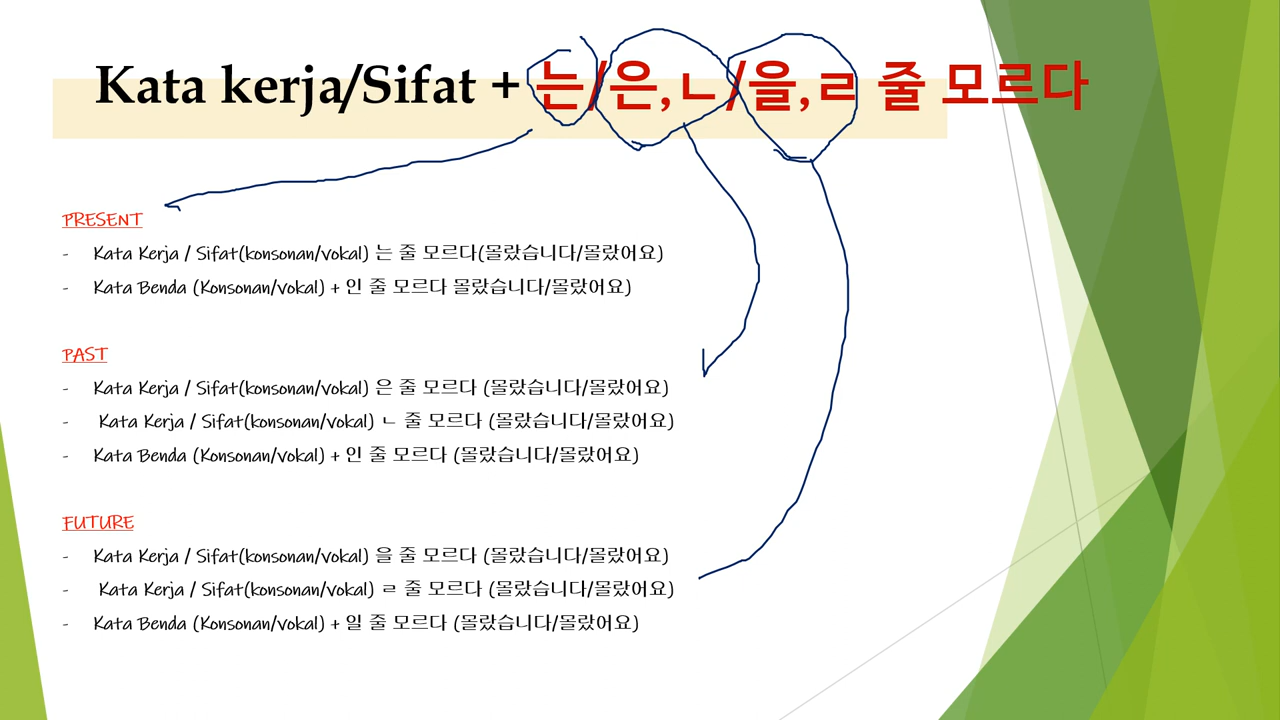 Kata kerja/Sifat + 는/은,ㄴ/을,ㄹ 줄 모르다
PRESENT
- Kata Kerja / Sifat(konsonan/vokal) 는 줄 모르다(몰랐습니다/몰랐어요)
- Kata Benda (Konsonan/vokal) + 인 줄 모르다 몰랐습니다/몰랐어요)
PAST
- Kata Kerja / Sifat(konsonan/vokal) 은 줄 모르다 (몰랐습니다/몰랐어요)
- Kata Kerja / Sifat(konsonan/vokal) ㄴ 줄 모르다 (몰랐습니다/몰랐어요)
- Kata Benda (Konsonan/vokal) + 인 줄 모르다 (몰랐습니다/몰랐어요)
FUTURE
- Kata Kerja / Sifat(konsonan/vokal) 을 줄 모르다 (몰랐습니다/몰랐어요)
- Kata Kerja / Sifat(konsonan/vokal) ㄹ 줄 모르다 (몰랐습니다/몰랐어요)
- Kata Benda (Konsonan/vokal) + 일 줄 모르다 (몰랐습니다/몰랐어요)